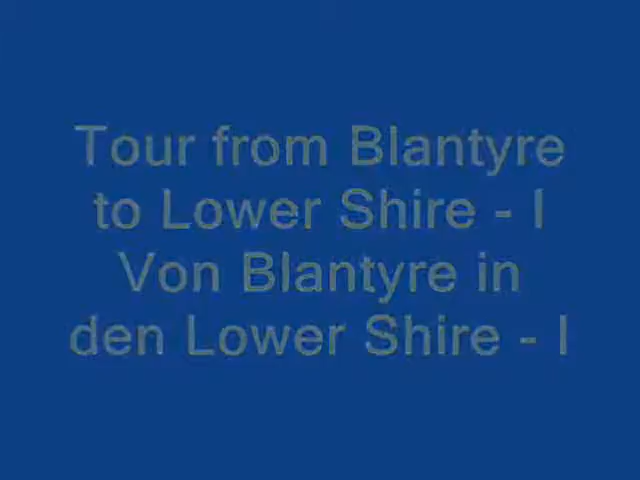 Tour from Blantyre
to Lower Shire - I
Von Blantyre in
den Lower Shire - I